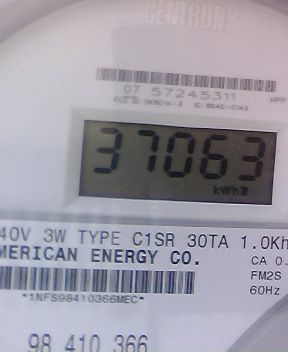 CENTRON
07 57245311
37063
kWh
40V 3W TYPE C1SR 30TA 1.0Kh
MERICAN ENERGY CO. CA 0.
FM2S
*1NFS98410366MEC* 60Hz
98 410 366